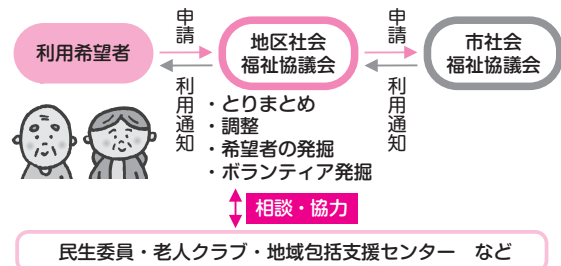 利用希望者
申請
利用通知
地区社会
福祉協議会
・とりまとめ
・調整
・希望者の発掘
・ボランティア発掘
申請
利用通知
市社会
福祉協議会
相談・協力
民生委員・老人クラブ・地域包括支援センター　など